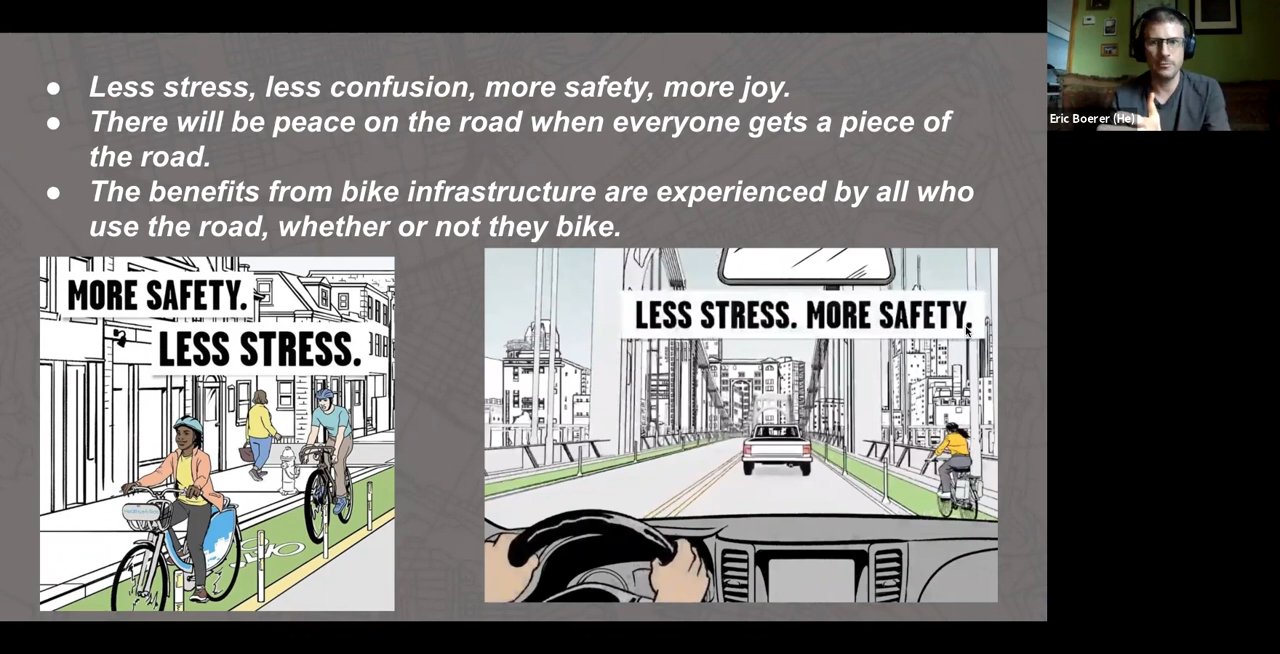 ● Less stress, less confusion, more safety, more joy.
● There will be peace on the road when everyone gets a piece of
the road.
● The benefits from bike infrastructure are experienced by all who
use the road, whether or not they bike.
MORE SAFETY.
LESS STRESS.
LESS STRESS. MORE SAFETY.
Eric Boerer (He)